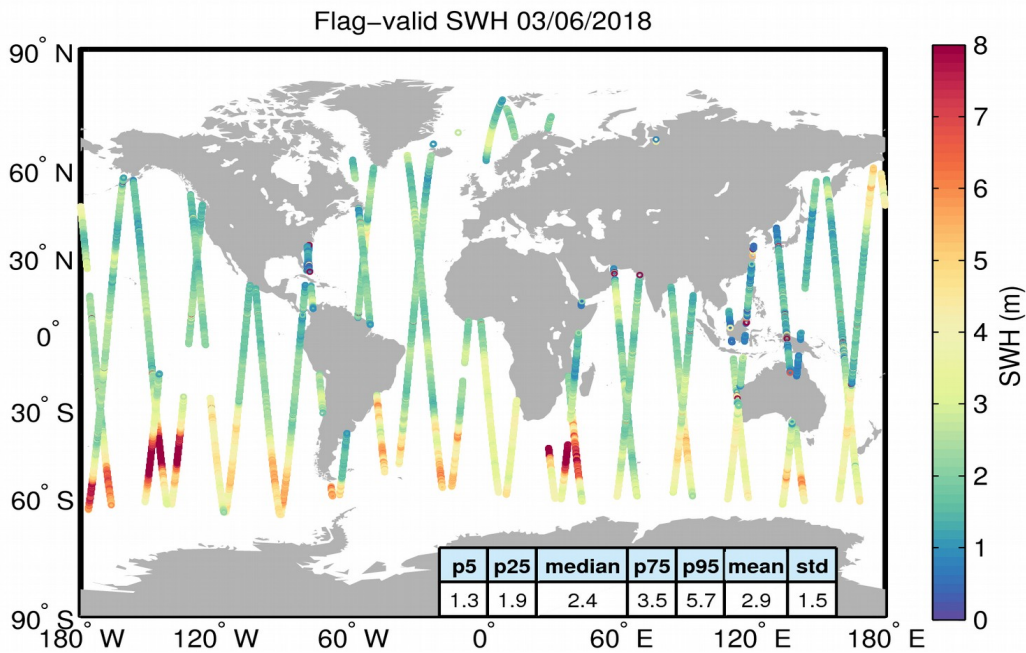 Flag−valid SWH 03/06/2018
90° N
60° N
30° N
0°
30° S
60° S
90° S
180° W
120° W
60° W
0°
60° E
120° E
180° E
p5 p25 median p75 p95 mean std
1.3 1.9 2.4 3.5 5.7 2.9 1.5
8
7
6
5
4
3
2
1
0
SWH (m)